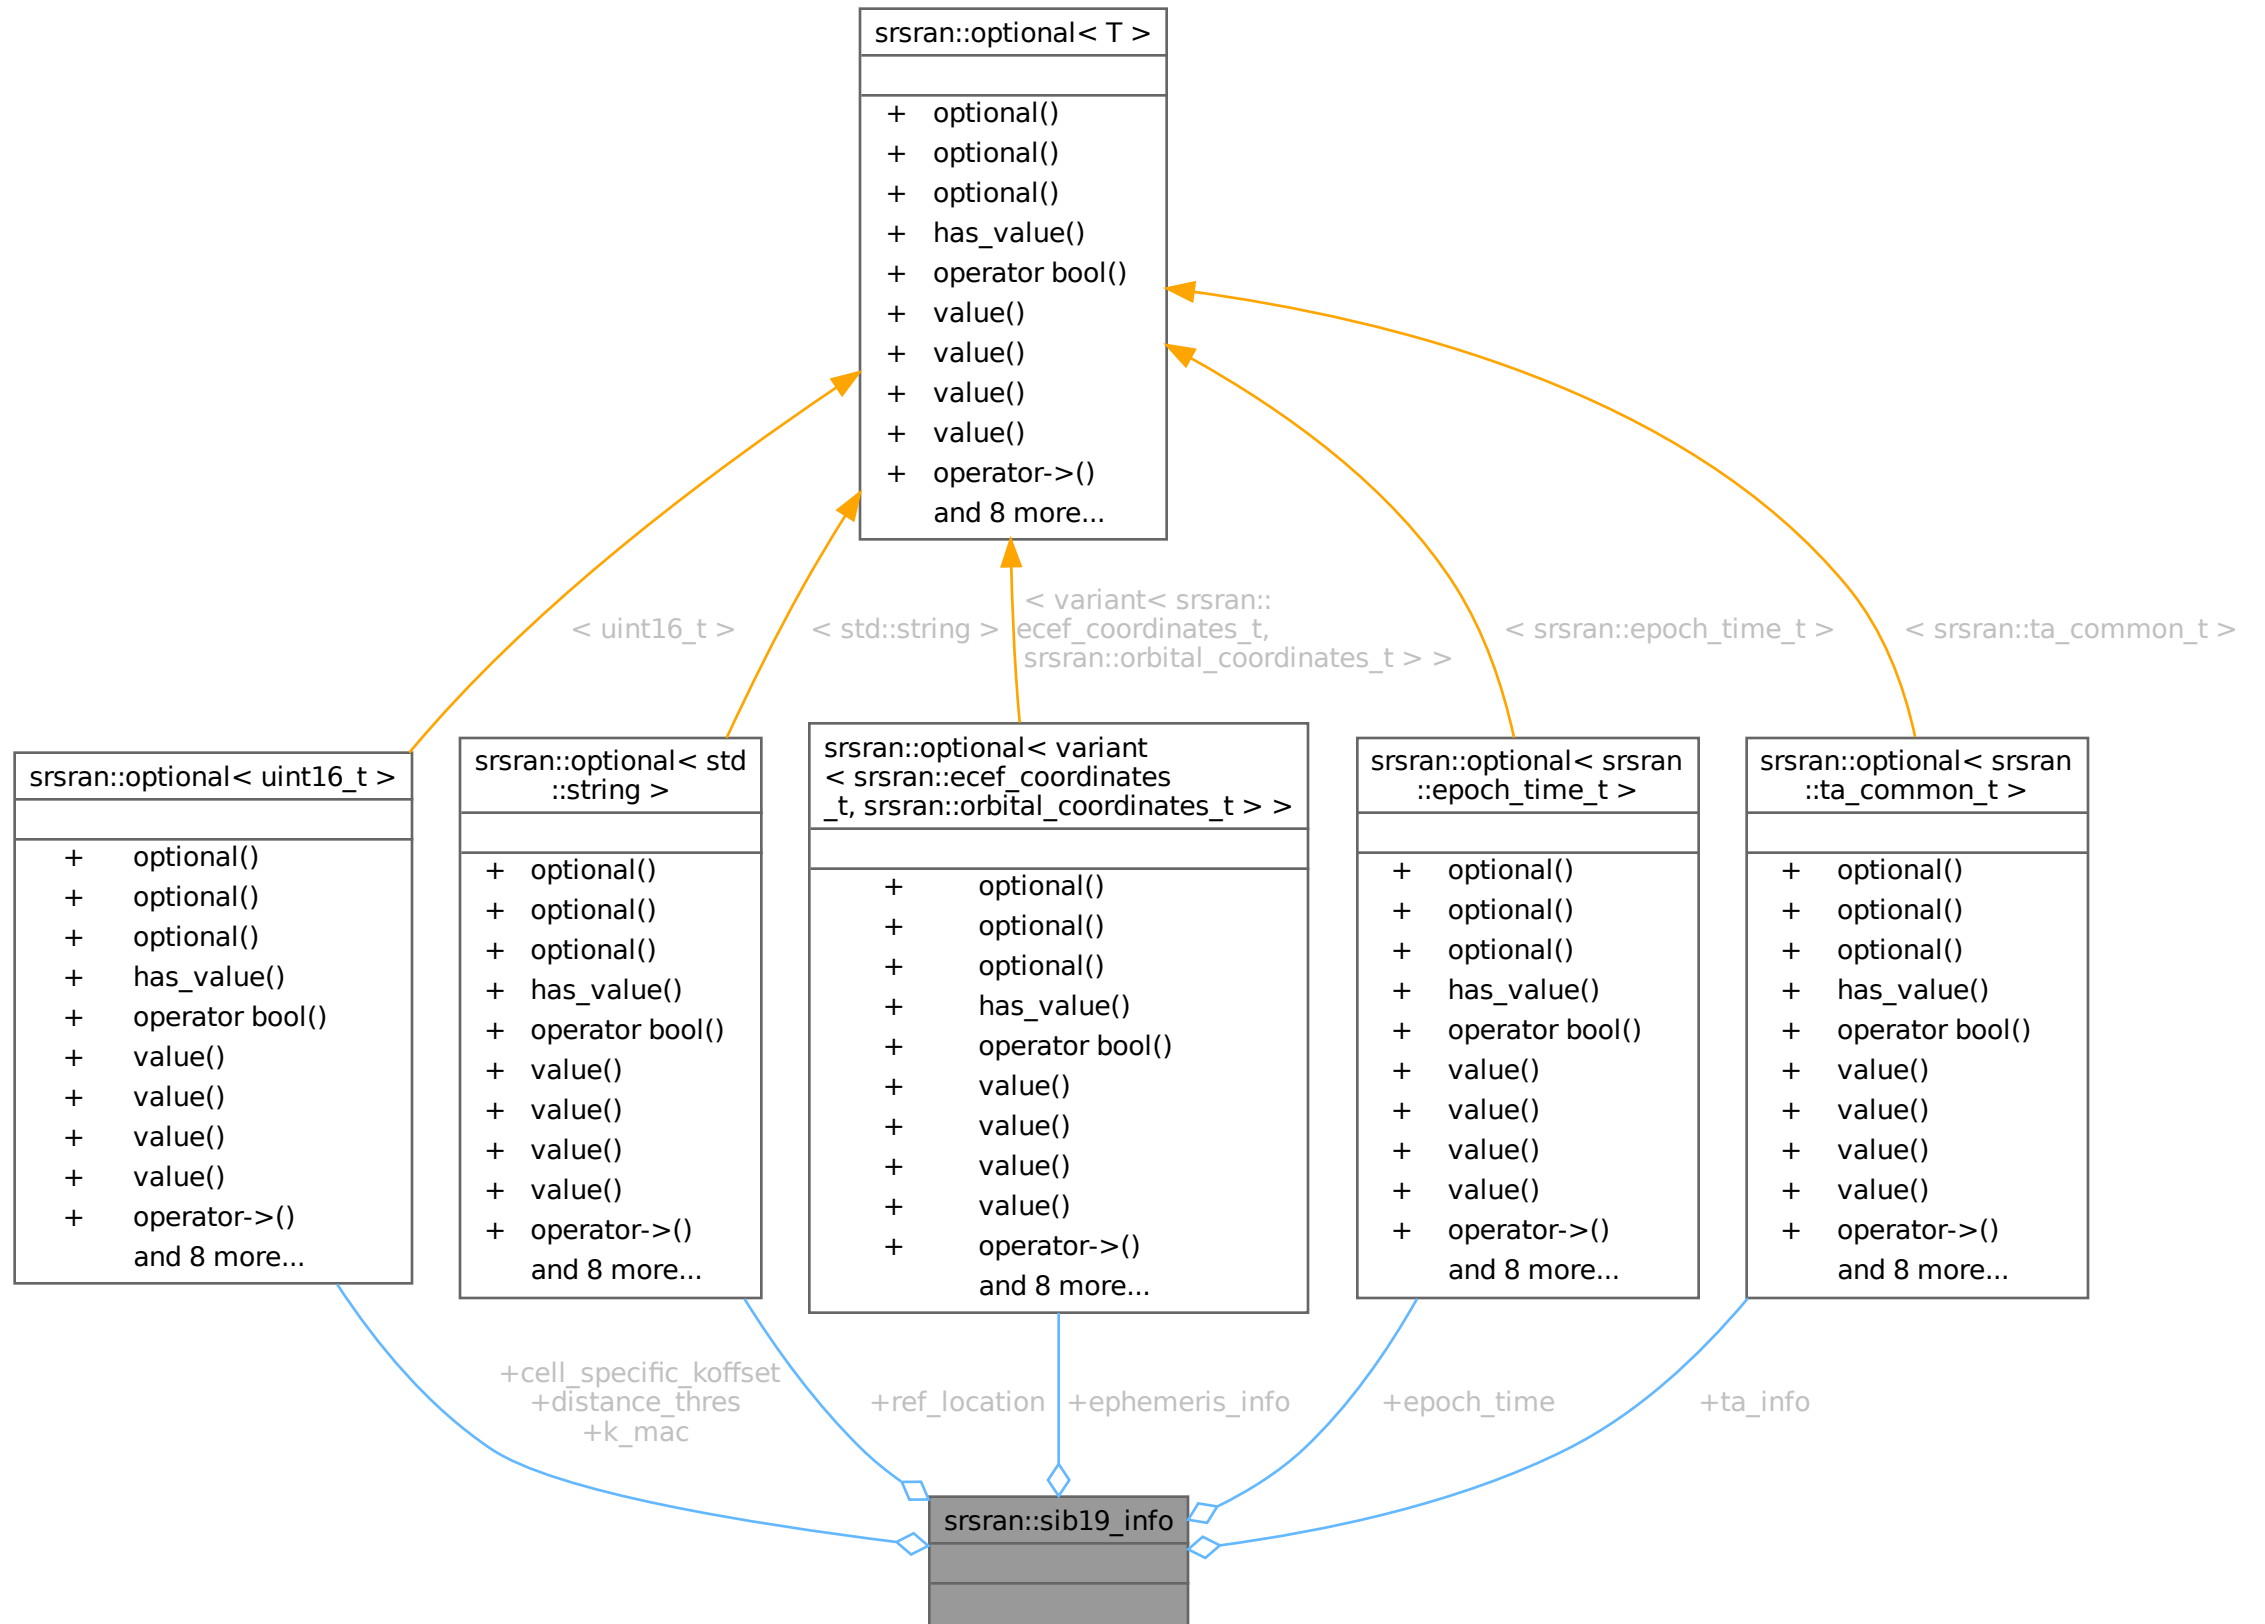 srsran::optional< T >
+ optional()
+ optional()
+ optional()
+ has_value()
+ operator bool()
+ value()
+ value()
+ value()
+ value()
+ operator->()
and 8 more...
< uint16_t >
< std::string >
< variant< srsran::
ecef_coordinates_t,
srsran::orbital_coordinates_t > >
< srsran::epoch_time_t >
< srsran::ta_common_t >
srsran::optional< uint16_t >
+ optional()
+ optional()
+ optional()
+ has_value()
+ operator bool()
+ value()
+ value()
+ value()
+ value()
+ operator->()
and 8 more...
srsran::optional< std
::string >
+ optional()
+ optional()
+ optional()
+ has_value()
+ operator bool()
+ value()
+ value()
+ value()
+ value()
+ operator->()
and 8 more...
srsran::optional< variant
< srsran::ecef_coordinates
_t, srsran::orbital_coordinates_t > >
+ optional()
+ optional()
+ optional()
+ has_value()
+ operator bool()
+ value()
+ value()
+ value()
+ value()
+ operator->()
and 8 more...
srsran::optional< srsran
::epoch_time_t >
+ optional()
+ optional()
+ optional()
+ has_value()
+ operator bool()
+ value()
+ value()
+ value()
+ value()
+ operator->()
and 8 more...
srsran::optional< srsran
::ta_common_t >
+ optional()
+ optional()
+ optional()
+ has_value()
+ operator bool()
+ value()
+ value()
+ value()
+ value()
+ operator->()
and 8 more...
+cell_specific_koffset
+distance_thres
+k_mac
+ref_location
+ephemeris_info
+epoch_time
+ta_info
srsran::sib19_info